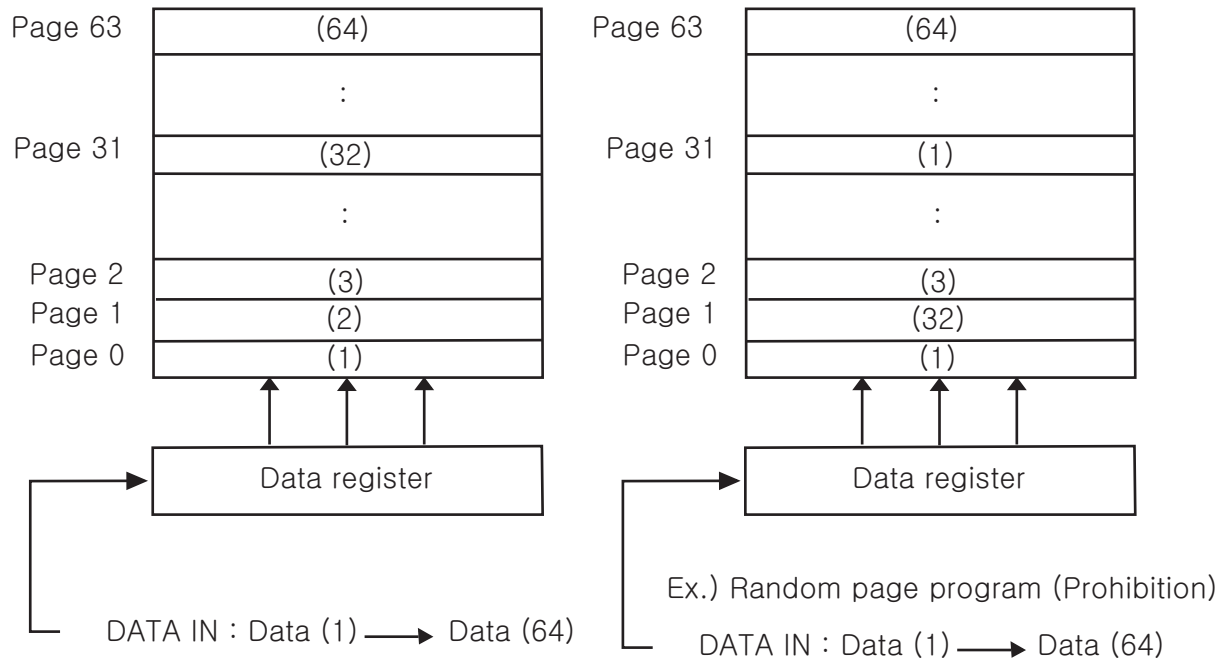 Page 63
(64)
:
Page 31
(32)
:
Page 2
(3)
Page 1
(2)
Page 0
(1)
Data register
DATA IN : Data (1) Data (64)
Page 63
(64)
:
Page 31
(1)
:
Page 2
(3)
Page 1
(32)
Page 0
(1)
Data register
Ex.) Random page program (Prohibition)
DATA IN : Data (1) Data (64)